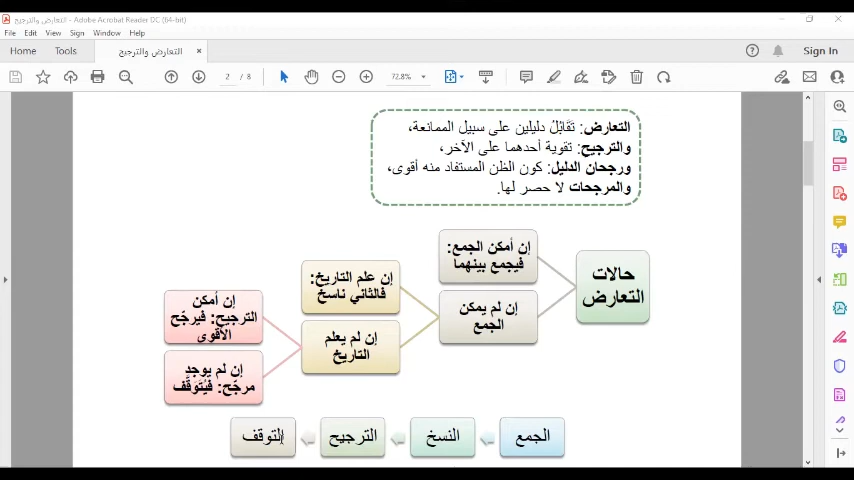 التعارض والترجيح - Adobe Acrobat Reader DC (64-bit)
File Edit View Sign Window Help
Home Tools التعارض والترجيح × Sign In
2 / 8 72.8%
التعارض: تَقَابُلُ دليلين على سبيل الممانعة،
والترجيح: تقوية أحدهما على الآخر،
ورجحان الدليل: كون الظن المستفاد منه أقوى،
والمرجحات لا حصر لها.
حالات
التعارض
إن أمكن الجمع:
فيجمع بينهما
إن لم يمكن
الجمع
إن علم التاريخ:
فالثاني ناسخ
إن لم يعلم
التاريخ
إن أمكن
الترجيح: فيرجّح
الأقوى
إن لم يوجد
مرجّح: فيُتَوَقَّف
الجمع
النسخ
الترجيح
التوقف